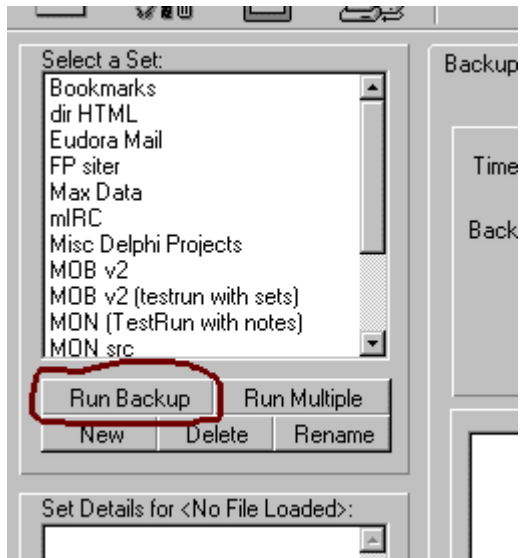 Select a Set:
Bookmarks
dir HTML
Eudora Mail
FP siter
Max Data
mIRC
Misc Delphi Projects
MOB v2
MOB v2 (testrun with sets)
MON (TestRun with notes)
MON src
Run Backup Run Multiple
New Delete Rename
Set Details for <No File Loaded>:
Backup
Time
Back